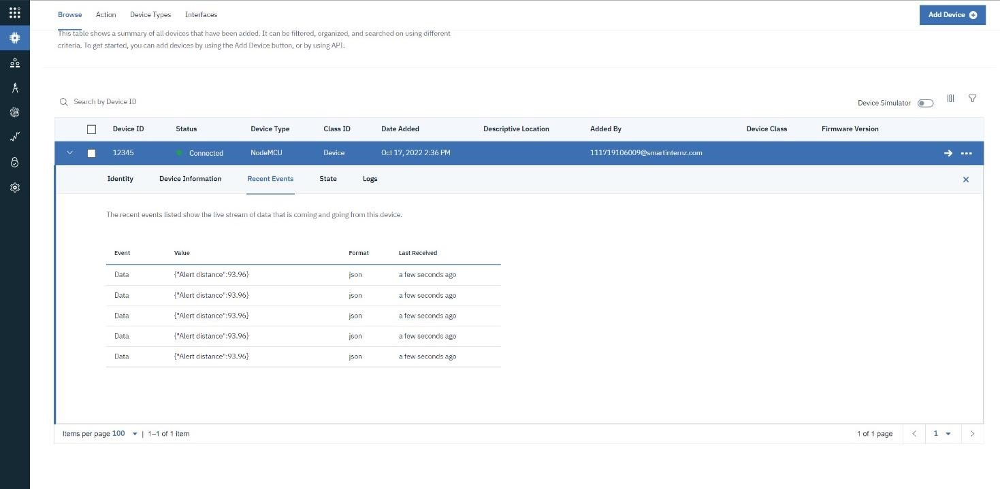 Browse Action Device Types Interfaces Add Device
This table shows a summary of all devices that have been added. It can be filtered, organized, and searched on using different
criteria. To get started, you can add devices by using the Add Device button, or by using API.
Search by Device ID Device Simulator
Device ID Status Device Type Class ID Date Added Descriptive Location Added By Device Class Firmware Version
12345 Connected NodeMCU Device Oct 17, 2022 2:36 PM 111719106009@smartinternz.com
Identity Device Information Recent Events State Logs
The recent events listed show the live stream of data that is coming and going from this device.
Event Value Format Last Received
Data {"Alert distance":93.96} json a few seconds ago
Data {"Alert distance":93.96} json a few seconds ago
Data {"Alert distance":93.96} json a few seconds ago
Data {"Alert distance":93.96} json a few seconds ago
Data {"Alert distance":93.96} json a few seconds ago
Items per page 100 | 1–1 of 1 item 1 of 1 page 1